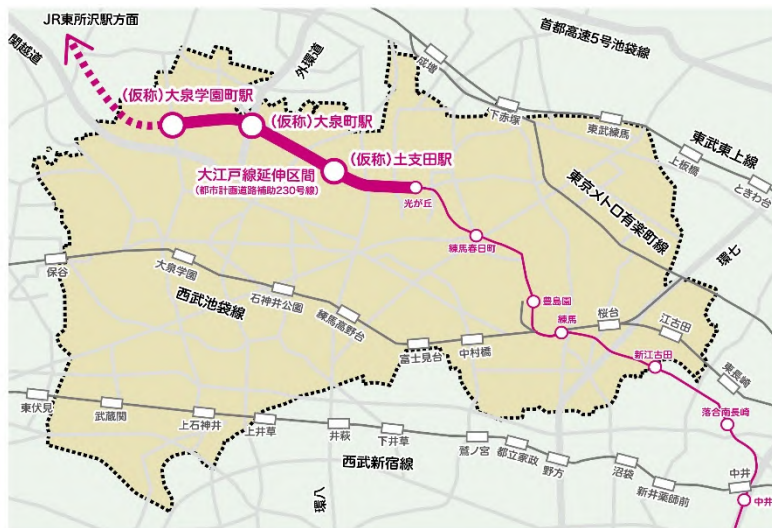 JR東所沢駅方面
関越道
外環道
首都高速5号池袋線
成増
(仮称)大泉学園町駅
(仮称)大泉町駅
下赤塚
東武練馬
東武東上線
上板橋
ときわ台
(仮称)土支田駅
大江戸線延伸区間
(都市計画道路補助230号線)
光が丘
東京メトロ有楽町線
練馬春日町
環七
保谷
大泉学園
石神井公園
西武池袋線
練馬高野台
豊島園
練馬
桜台
江古田
富士見台
中村橋
新江古田
東長崎
東伏見
武蔵関
上石神井
上井草
井荻
下井草
鷺ノ宮
都立家政
野方
沼袋
新井薬師前
落合南長崎
中井
中井
西武新宿線
環八